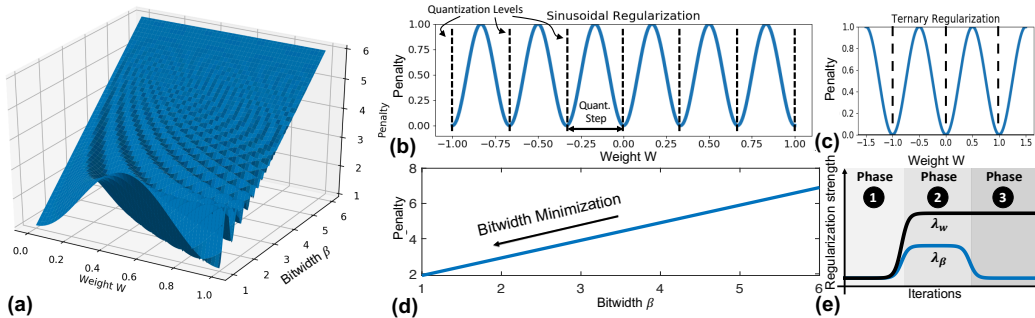 (a)
Penalty
6
5
4
3
2
1
0.0
0.2
0.4
0.6
0.8
1.0
Weight W
1
2
3
4
5
6
Bitwidth β
Quantization Levels
Sinusoidal Regularization
Penalty
1.00
0.75
0.50
0.25
0.00
Quant.
Step
-1.00
-0.75
-0.50
-0.25
0.00
0.25
0.50
0.75
1.00
Weight W
(b)
Ternary Regularization
Penalty
1.0
0.8
0.6
0.4
0.2
0.0
−1.5
−1.0
−0.5
0.0
0.5
1.0
1.5
Weight W
(c)
Penalty
8
6
4
2
Bitwidth Minimization
1
2
3
4
5
6
Bitwidth β
(d)
Regularization strength
Phase
1
Phase
2
Phase
3
λw
λβ
Iterations
(e)